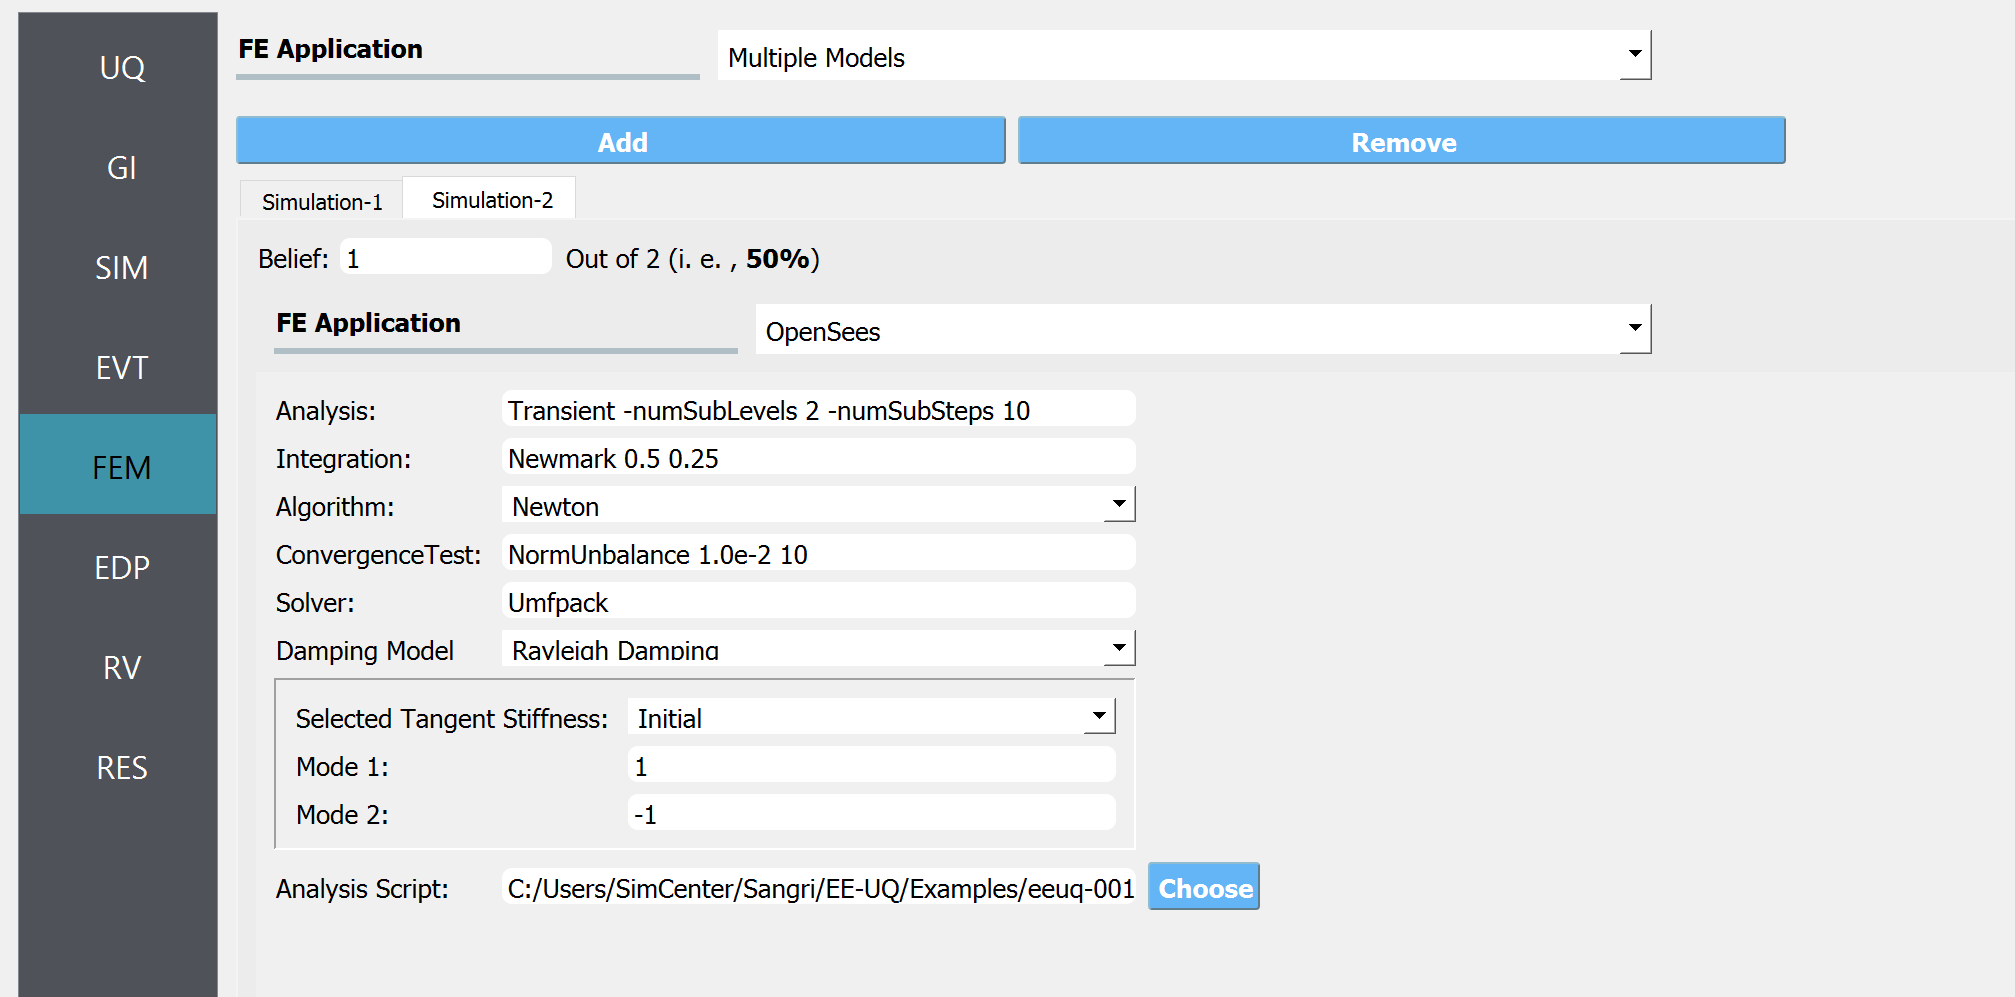 UQ
GI
SIM
EVT
FEM
EDP
RV
RES
FE Application Multiple Models
Add Remove
Simulation-1 Simulation-2
Belief: 1 Out of 2 (i. e. , 50%)
FE Application OpenSees
Analysis: Transient -numSubLevels 2 -numSubSteps 10
Integration: Newmark 0.5 0.25
Algorithm: Newton
ConvergenceTest: NormUnbalance 1.0e-2 10
Solver: Umfpack
Damping Model Rayleigh Damping
Selected Tangent Stiffness: Initial
Mode 1: 1
Mode 2: -1
Analysis Script: C:/Users/SimCenter/Sangri/EE-UQ/Examples/eeuq-001 Choose